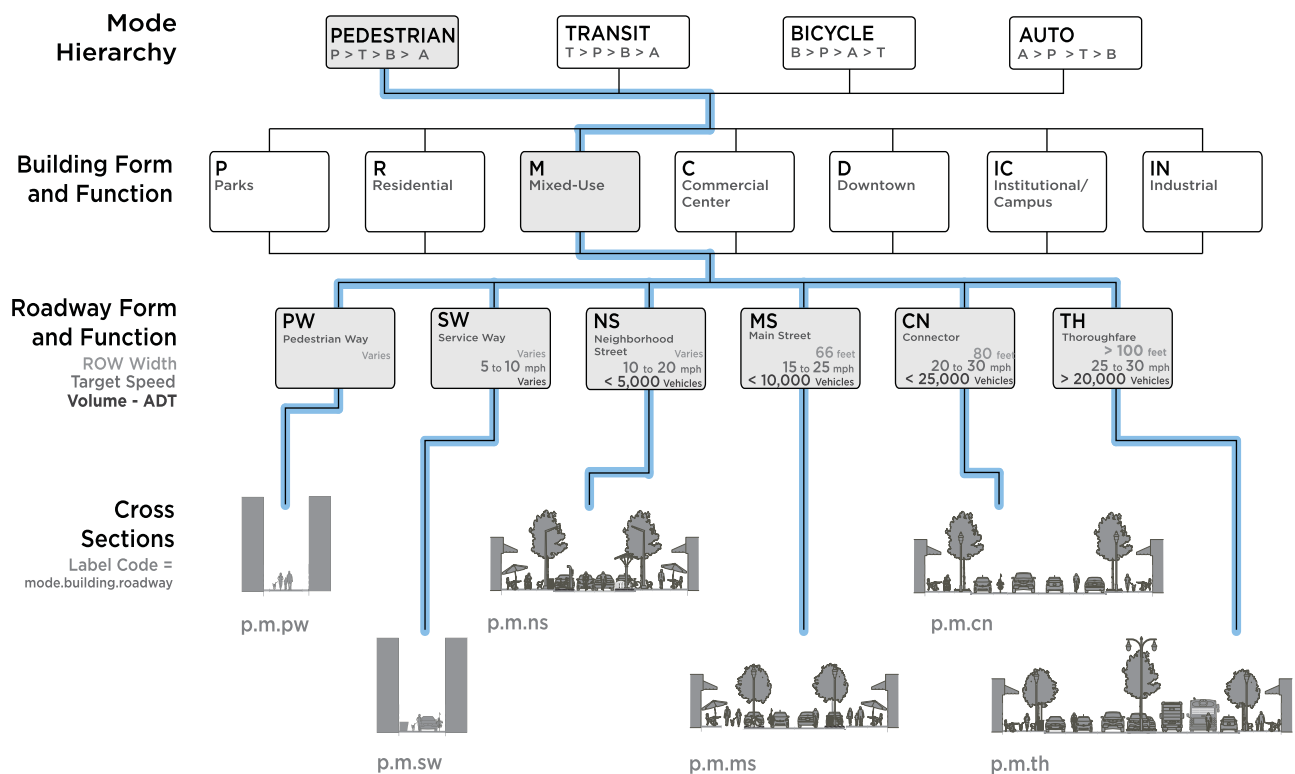 Mode
Hierarchy
PEDESTRIAN
P > T > B > A
TRANSIT
T > P > B > A
BICYCLE
B > P > A > T
AUTO
A > P > T > B
Building Form
and Function
P
Parks
R
Residential
M
Mixed-Use
C
Commercial
Center
D
Downtown
IC
Institutional/
Campus
IN
Industrial
Roadway Form
and Function
ROW Width
Target Speed
Volume - ADT
PW
Pedestrian Way
Varies
SW
Service Way
Varies
5 to 10 mph
Varies
NS
Neighborhood
Street
Varies
10 to 20 mph
< 5,000 Vehicles
MS
Main Street
66 feet
15 to 25 mph
< 10,000 Vehicles
CN
Connector
80 feet
20 to 30 mph
< 25,000 Vehicles
TH
Thoroughfare
> 100 feet
25 to 30 mph
> 20,000 Vehicles
Cross
Sections
Label Code =
mode.building.roadway
p.m.pw
p.m.sw
p.m.ns
p.m.ms
p.m.cn
p.m.th